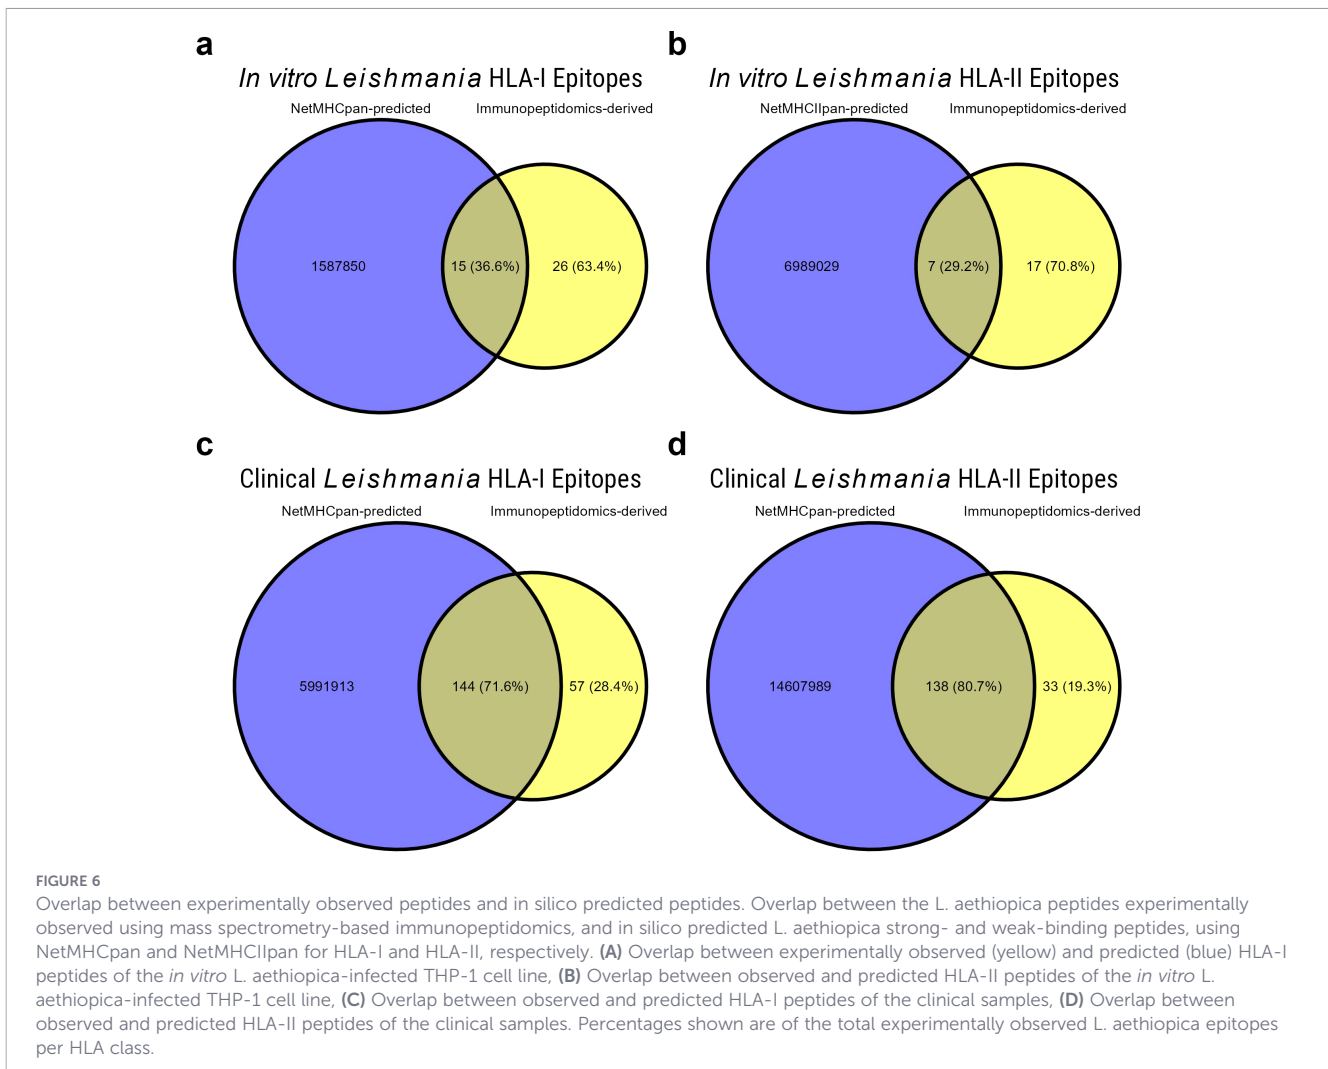 a
In vitro Leishmania HLA-I Epitopes
NetMHCpan-predicted
Immunopeptidomics-derived
1587850
15 (36.6%)
26 (63.4%)
b
In vitro Leishmania HLA-II Epitopes
NetMHCIIpan-predicted
Immunopeptidomics-derived
6989029
7 (29.2%)
17 (70.8%)
c
Clinical Leishmania HLA-I Epitopes
NetMHCpan-predicted
Immunopeptidomics-derived
5991913
144 (71.6%)
57 (28.4%)
d
Clinical Leishmania HLA-II Epitopes
NetMHCpan-predicted
Immunopeptidomics-derived
14607989
138 (80.7%)
33 (19.3%)
FIGURE 6
Overlap between experimentally observed peptides and in silico predicted peptides. Overlap between the L. aethiopica peptides experimentally
observed using mass spectrometry-based immunopeptidomics, and in silico predicted L. aethiopica strong- and weak-binding peptides, using
NetMHCpan and NetMHCIIpan for HLA-I and HLA-II, respectively. (A) Overlap between experimentally observed (yellow) and predicted (blue) HLA-I
peptides of the in vitro L. aethiopica-infected THP-1 cell line, (B) Overlap between observed and predicted HLA-II peptides of the in vitro L.
aethiopica-infected THP-1 cell line, (C) Overlap between observed and predicted HLA-I peptides of the clinical samples, (D) Overlap between
observed and predicted HLA-II peptides of the clinical samples. Percentages shown are of the total experimentally observed L. aethiopica epitopes
per HLA class.